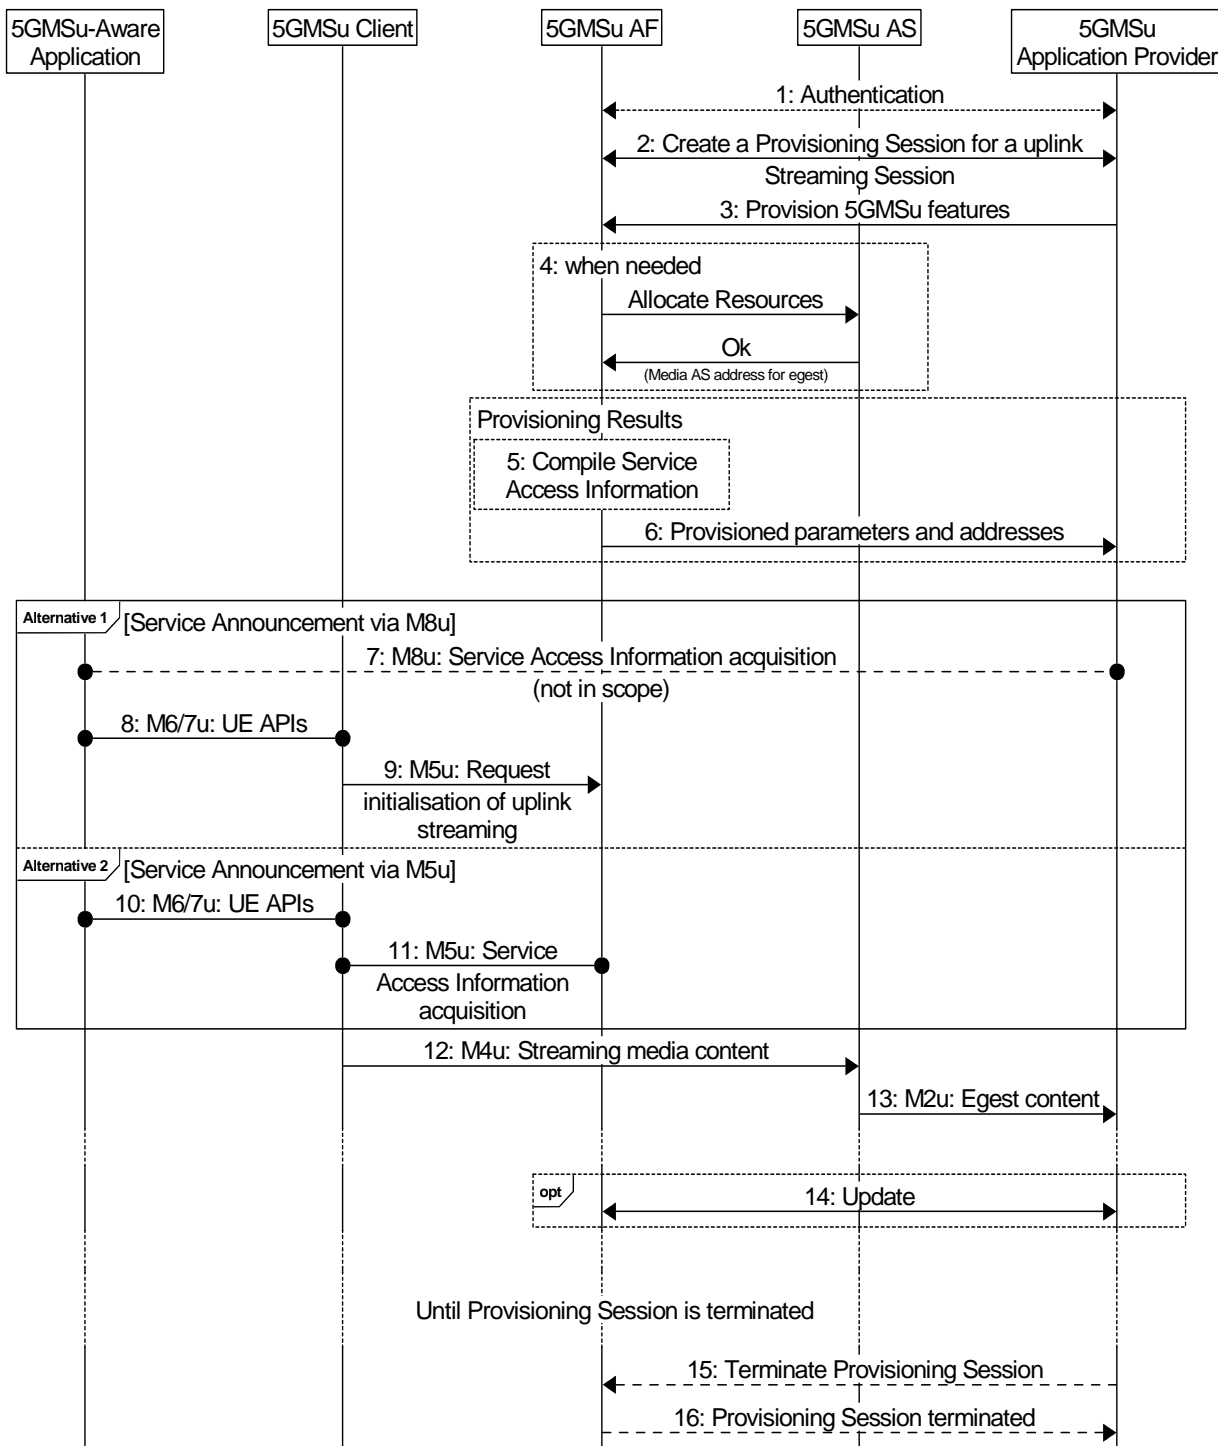 5GMSu-Aware
Application
5GMSu Client
5GMSu AF
5GMSu AS
5GMSu
Application Provider
1: Authentication
2: Create a Provisioning Session for a uplink
Streaming Session
3: Provision 5GMSu features
4: when needed
Allocate Resources
Ok
(Media AS address for egest)
Provisioning Results
5: Compile Service
Access Information
6: Provisioned parameters and addresses
Alternative 1
[Service Announcement via M8u]
7: M8u: Service Access Information acquisition
(not in scope)
8: M6/7u: UE APIs
9: M5u: Request
initialisation of uplink
streaming
Alternative 2
[Service Announcement via M5u]
10: M6/7u: UE APIs
11: M5u: Service
Access Information
acquisition
12: M4u: Streaming media content
13: M2u: Egest content
opt
14: Update
Until Provisioning Session is terminated
15: Terminate Provisioning Session
16: Provisioning Session terminated